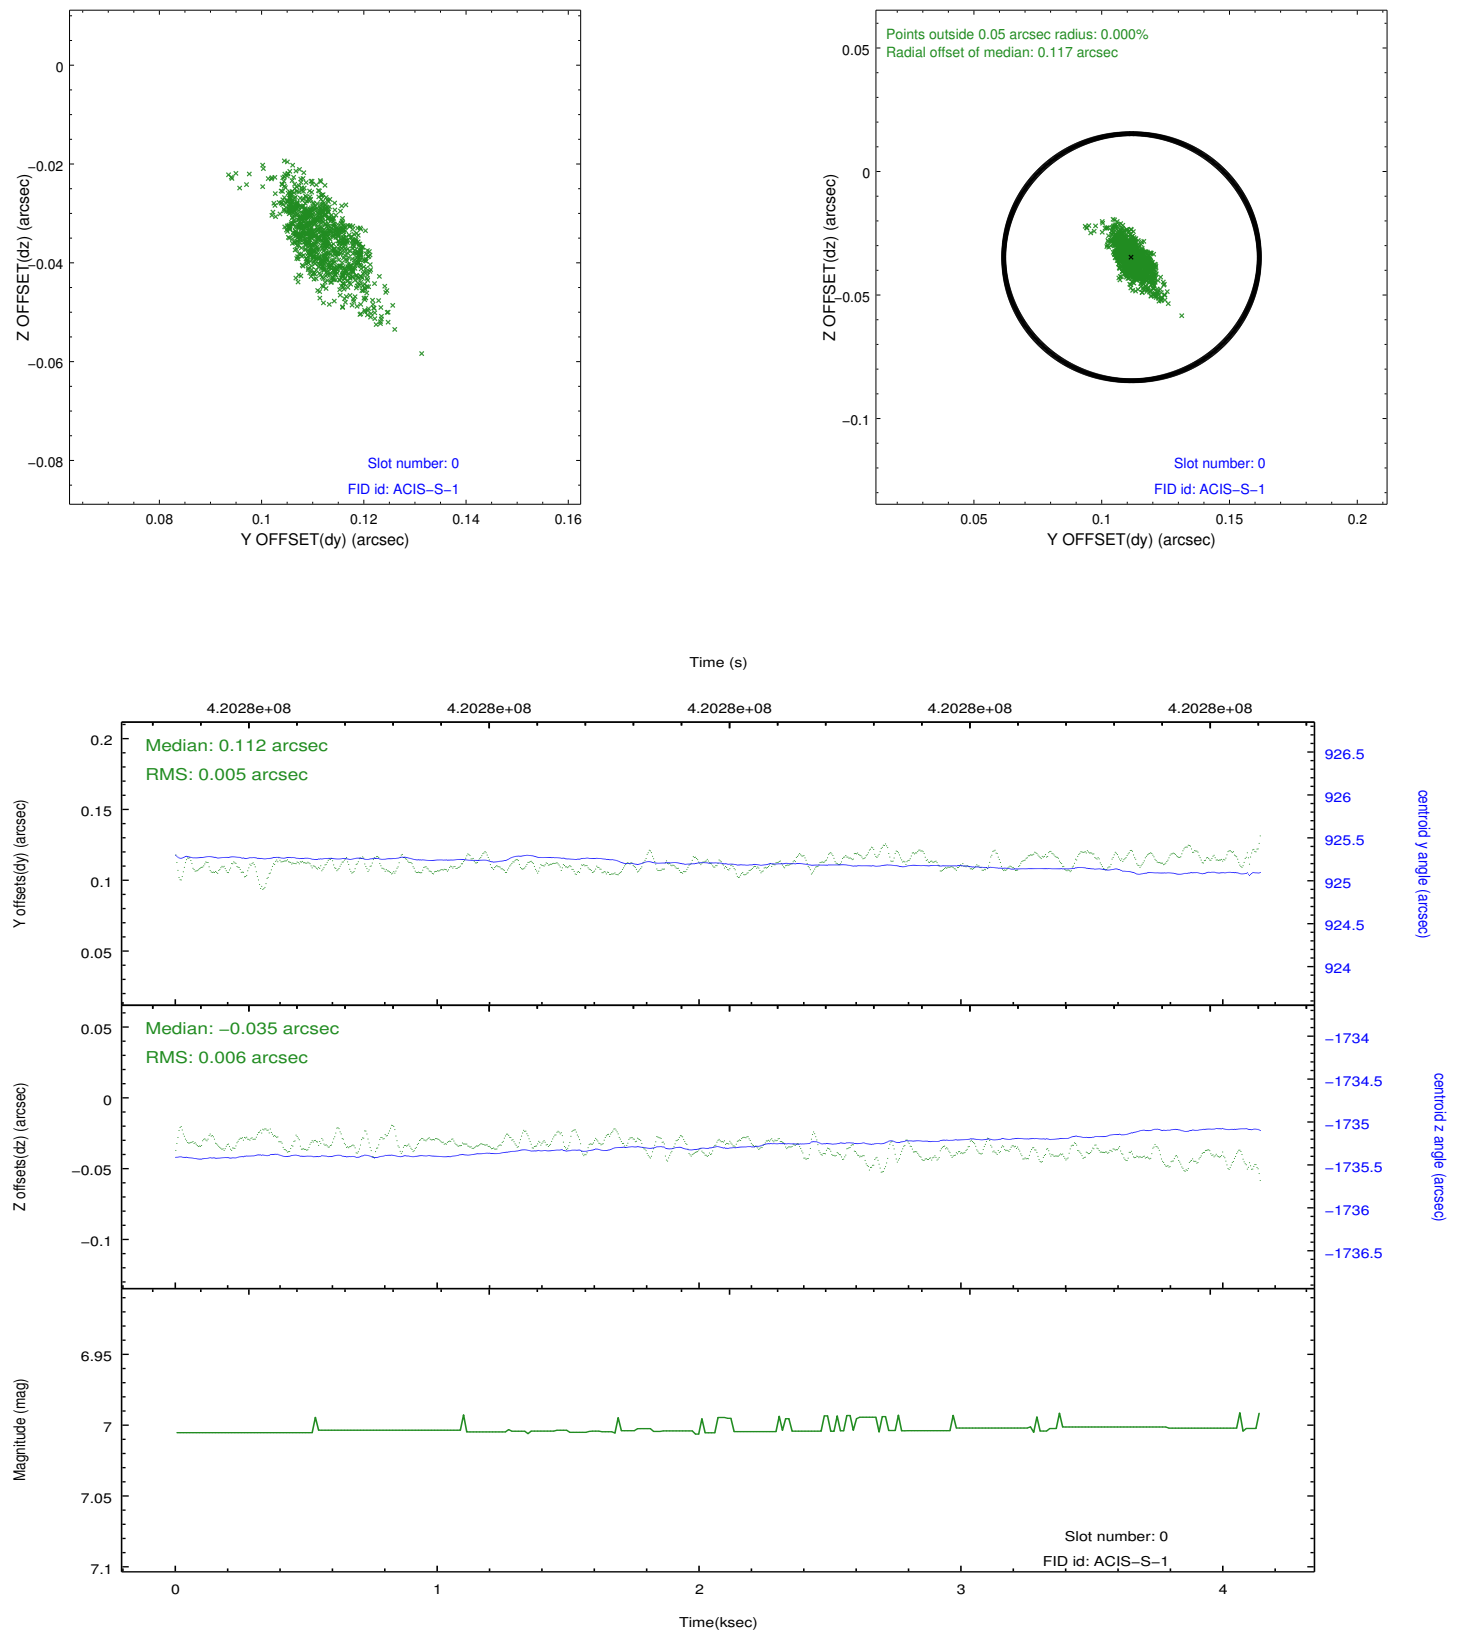 0
−0.02
−0.04
−0.06
−0.08
Z OFFSET(dz) (arcsec)
Slot number: 0
FID id: ACIS−S−1
0.08
0.1
0.12
0.14
0.16
Y OFFSET(dy) (arcsec)
Points outside 0.05 arcsec radius: 0.000%
Radial offset of median: 0.117 arcsec
0.05
0
−0.05
−0.1
Z OFFSET(dz) (arcsec)
Slot number: 0
FID id: ACIS−S−1
0.05
0.1
0.15
0.2
Y OFFSET(dy) (arcsec)
Time (s)
4.2028e+08
4.2028e+08
4.2028e+08
4.2028e+08
4.2028e+08
Median: 0.112 arcsec
RMS: 0.005 arcsec
0.2
0.15
0.1
0.05
Y offsets(dy) (arcsec)
926.5
926
925.5
925
924.5
924
centroid y angle (arcsec)
Median: −0.035 arcsec
RMS: 0.006 arcsec
0.05
0
−0.05
−0.1
Z offsets(dz) (arcsec)
−1734
−1734.5
−1735
−1735.5
−1736
−1736.5
centroid z angle (arcsec)
6.95
7
7.05
7.1
Magnitude (mag)
Slot number: 0
FID id: ACIS−S−1
0
1
2
3
4
Time(ksec)